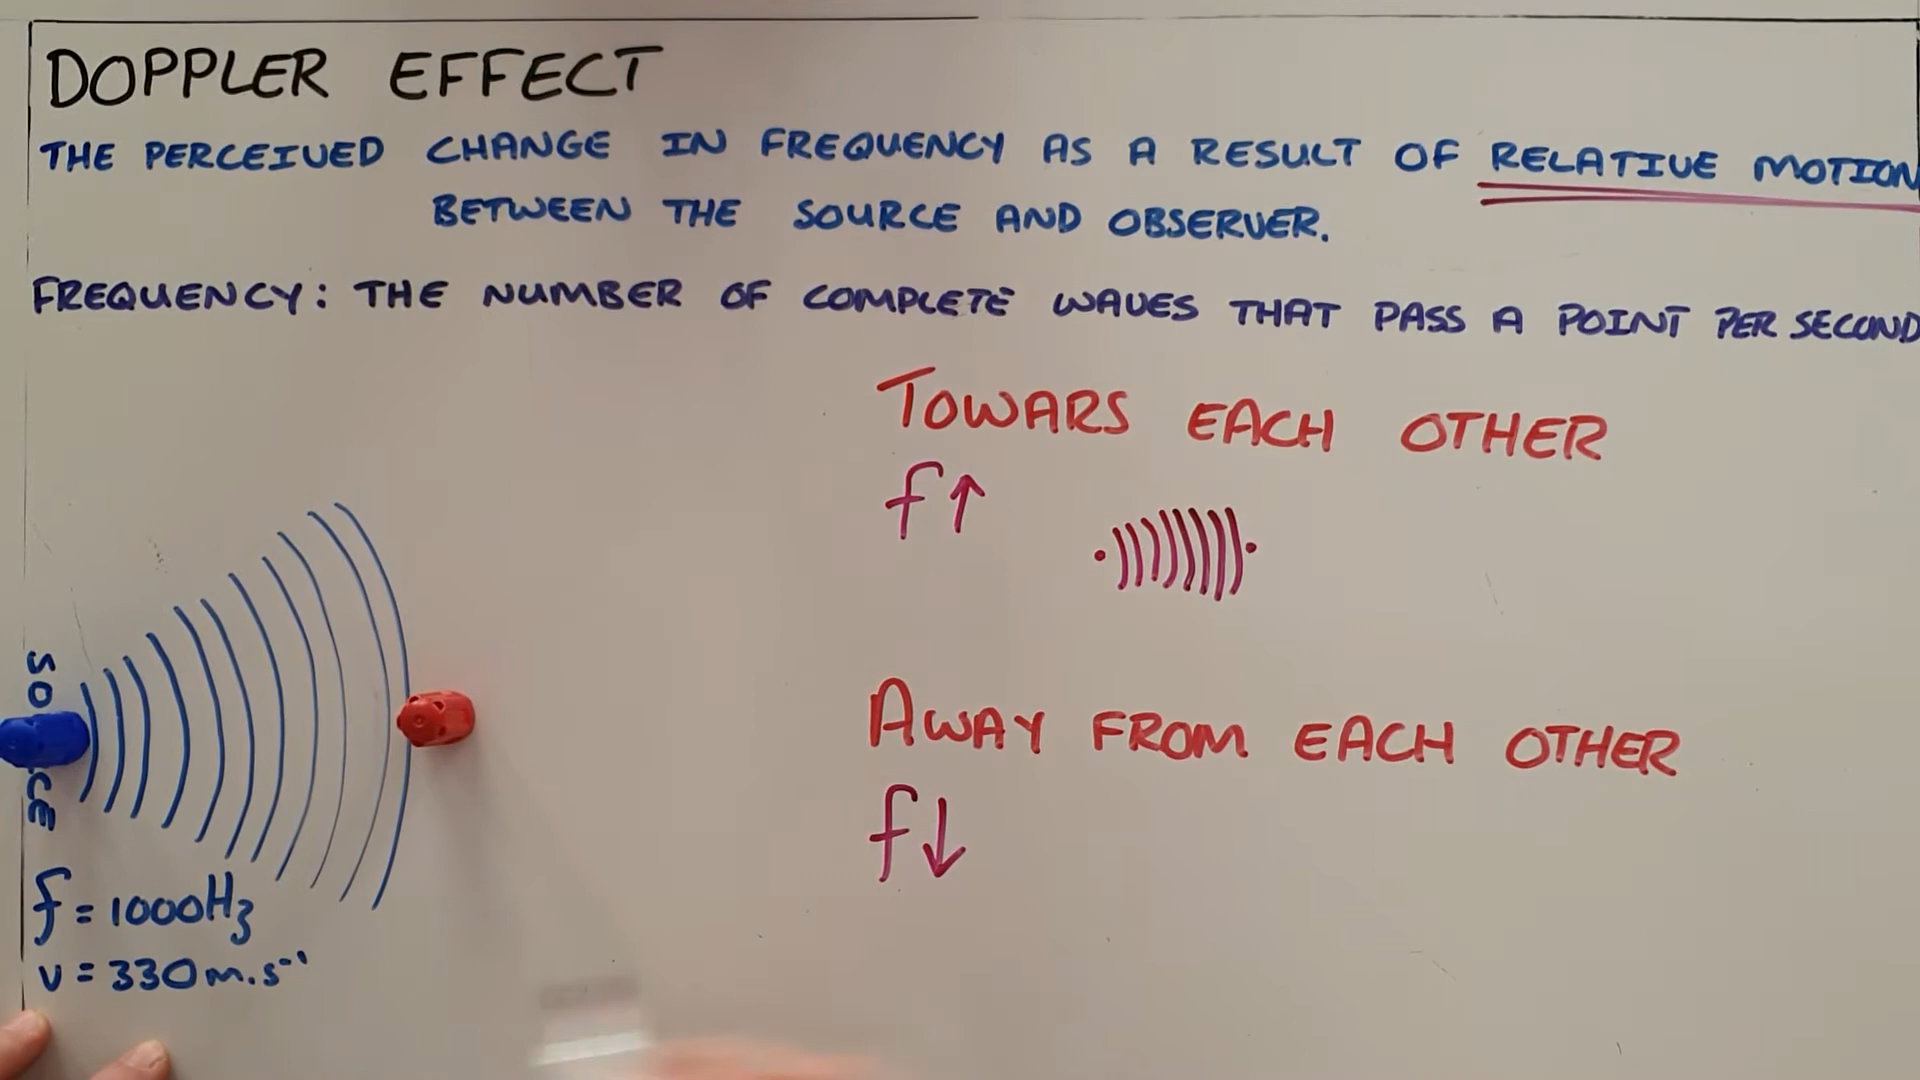 DOPPLER EFFECT
THE PERCEIVED CHANGE IN FREQUENCY AS A RESULT OF RELATIVE MOTION
BETWEEN THE SOURCE AND OBSERVER.
FREQUENCY: THE NUMBER OF COMPLETE WAVES THAT PASS A POINT PER SECOND
TOWARS EACH OTHER
f↑
AWAY FROM EACH OTHER
f↓
f = 1000Hz
v = 330m.s⁻¹